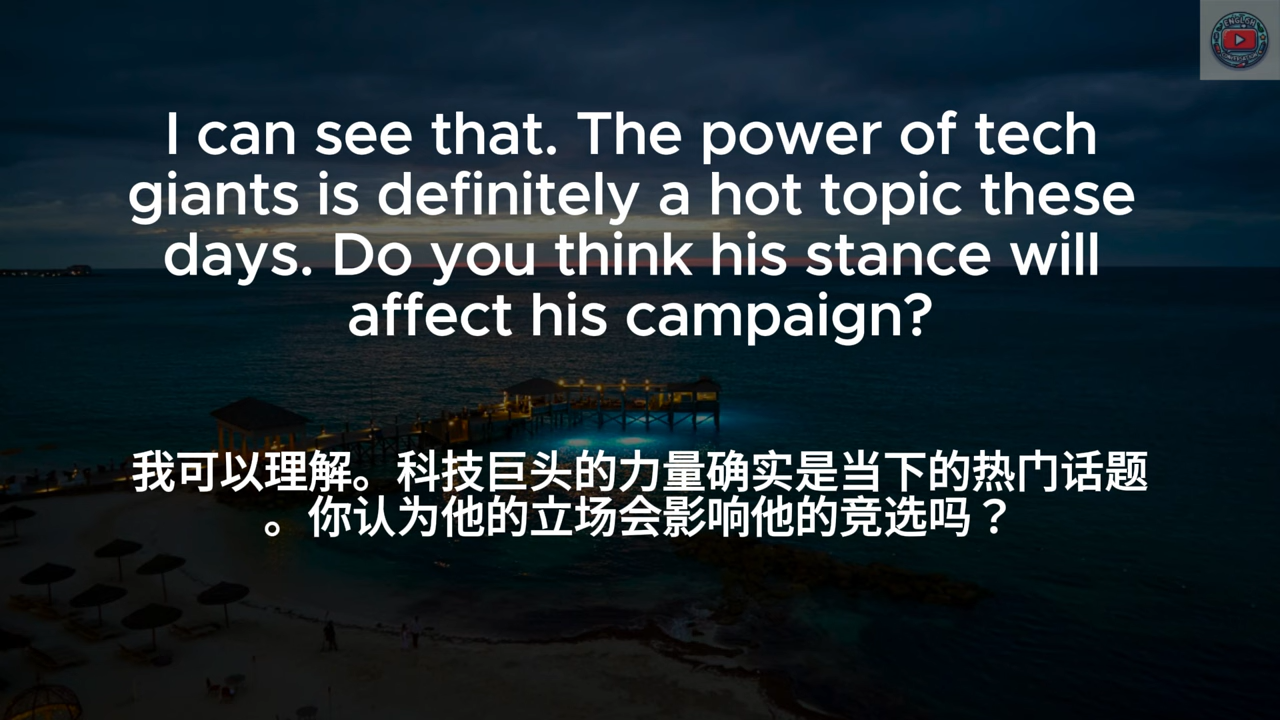 I can see that. The power of tech
giants is definitely a hot topic these
days. Do you think his stance will
affect his campaign?
我可以理解。科技巨头的力量确实是当下的热门话题
。你认为他的立场会影响他的竞选吗？